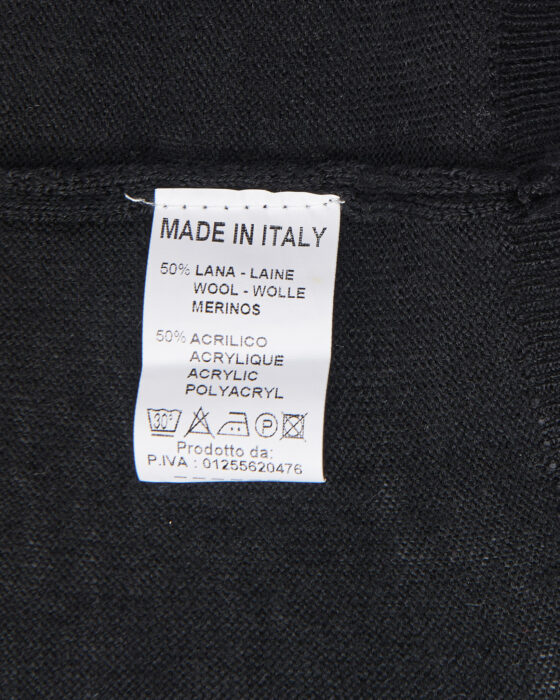 MADE IN ITALY
50% LANA - LAINE
WOOL - WOLLE
MERINOS
50% ACRILICO
ACRYLIQUE
ACRYLIC
POLYACRYL
30° P
Prodotto da:
P.IVA : 01255620476